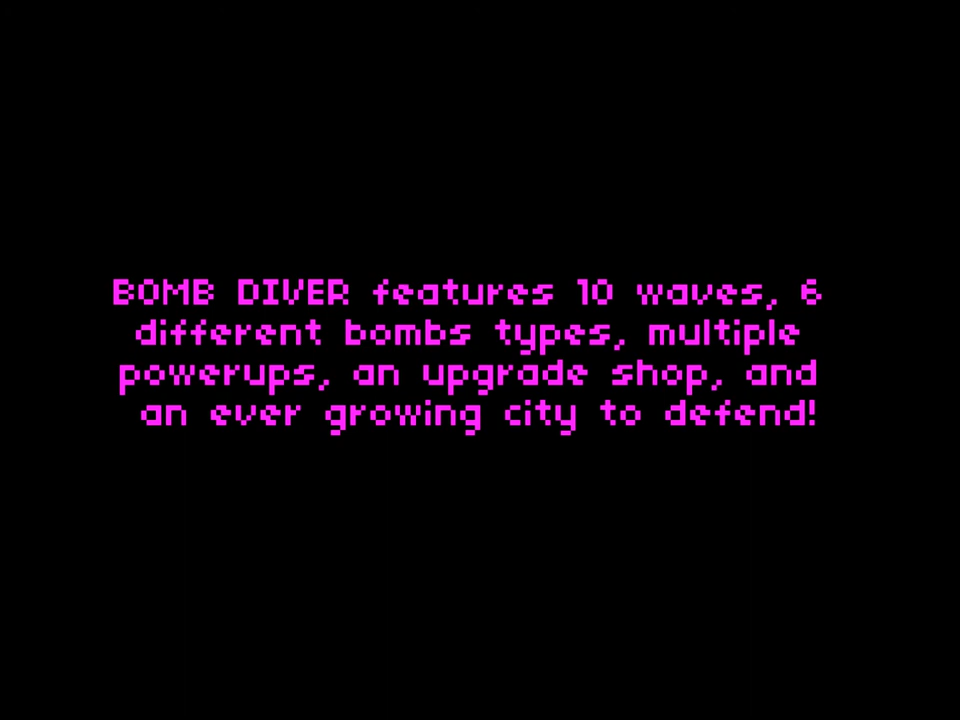 BOMB DIVER features 10 waves, 6
different bombs types, multiple
powerups, an upgrade shop, and
an ever growing city to defend!